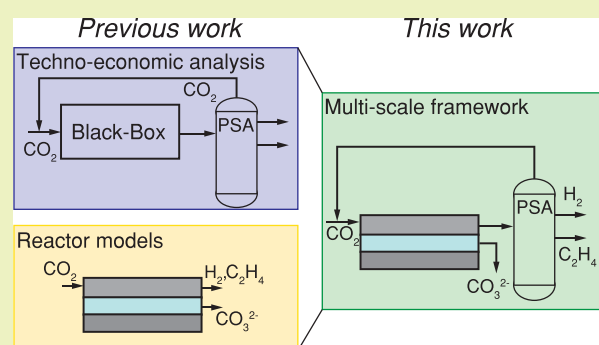 Previous work
This work
Techno-economic analysis
CO₂
CO₂
Black-Box
PSA
Reactor models
CO₂
H₂,C₂H₄
CO₃²⁻
Multi-scale framework
CO₂
PSA
H₂
C₂H₄
CO₃²⁻